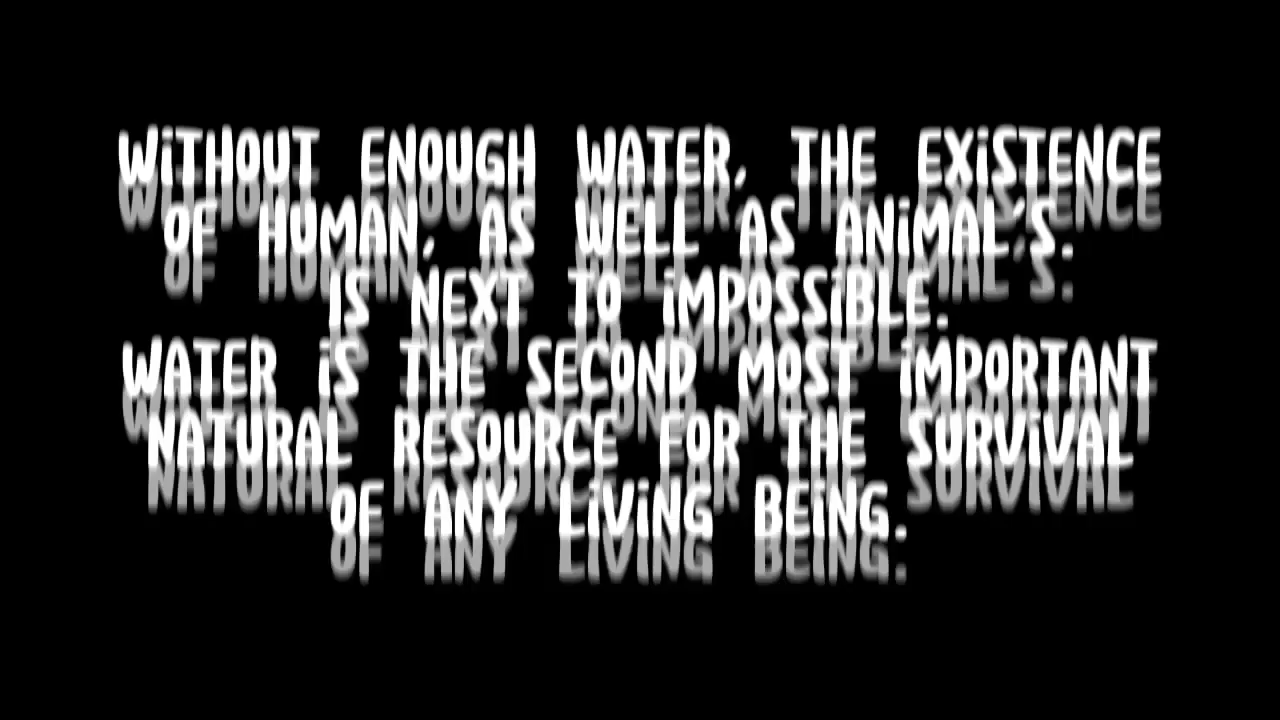 WiTHOUT ENOUGH WATER, THE EXiSTENCE
OF HUMAN, AS WELL AS ANiMAL'S.
iS NEXT TO iMPOSSiBLE.
WATER iS THE SECOND MOST iMPORTANT
NATURAL RESOURCE FOR THE SURViVAL
OF ANY LiViNG BEiNG.